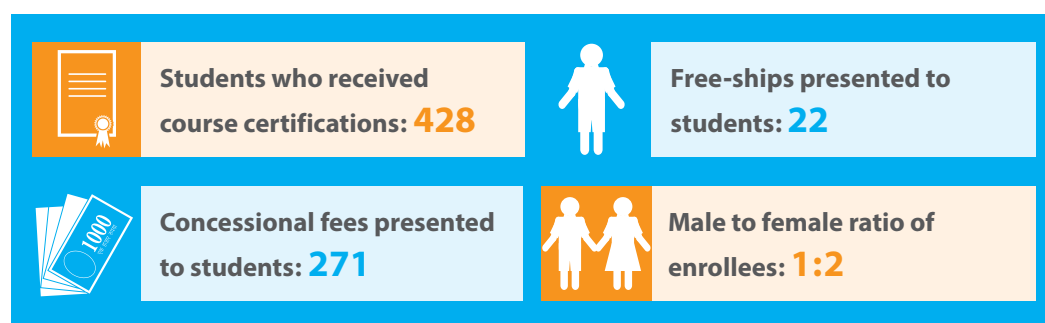 Students who received
course certifications: 428
Free-ships presented to
students: 22
Concessional fees presented
to students: 271
Male to female ratio of
enrollees: 1:2
1000